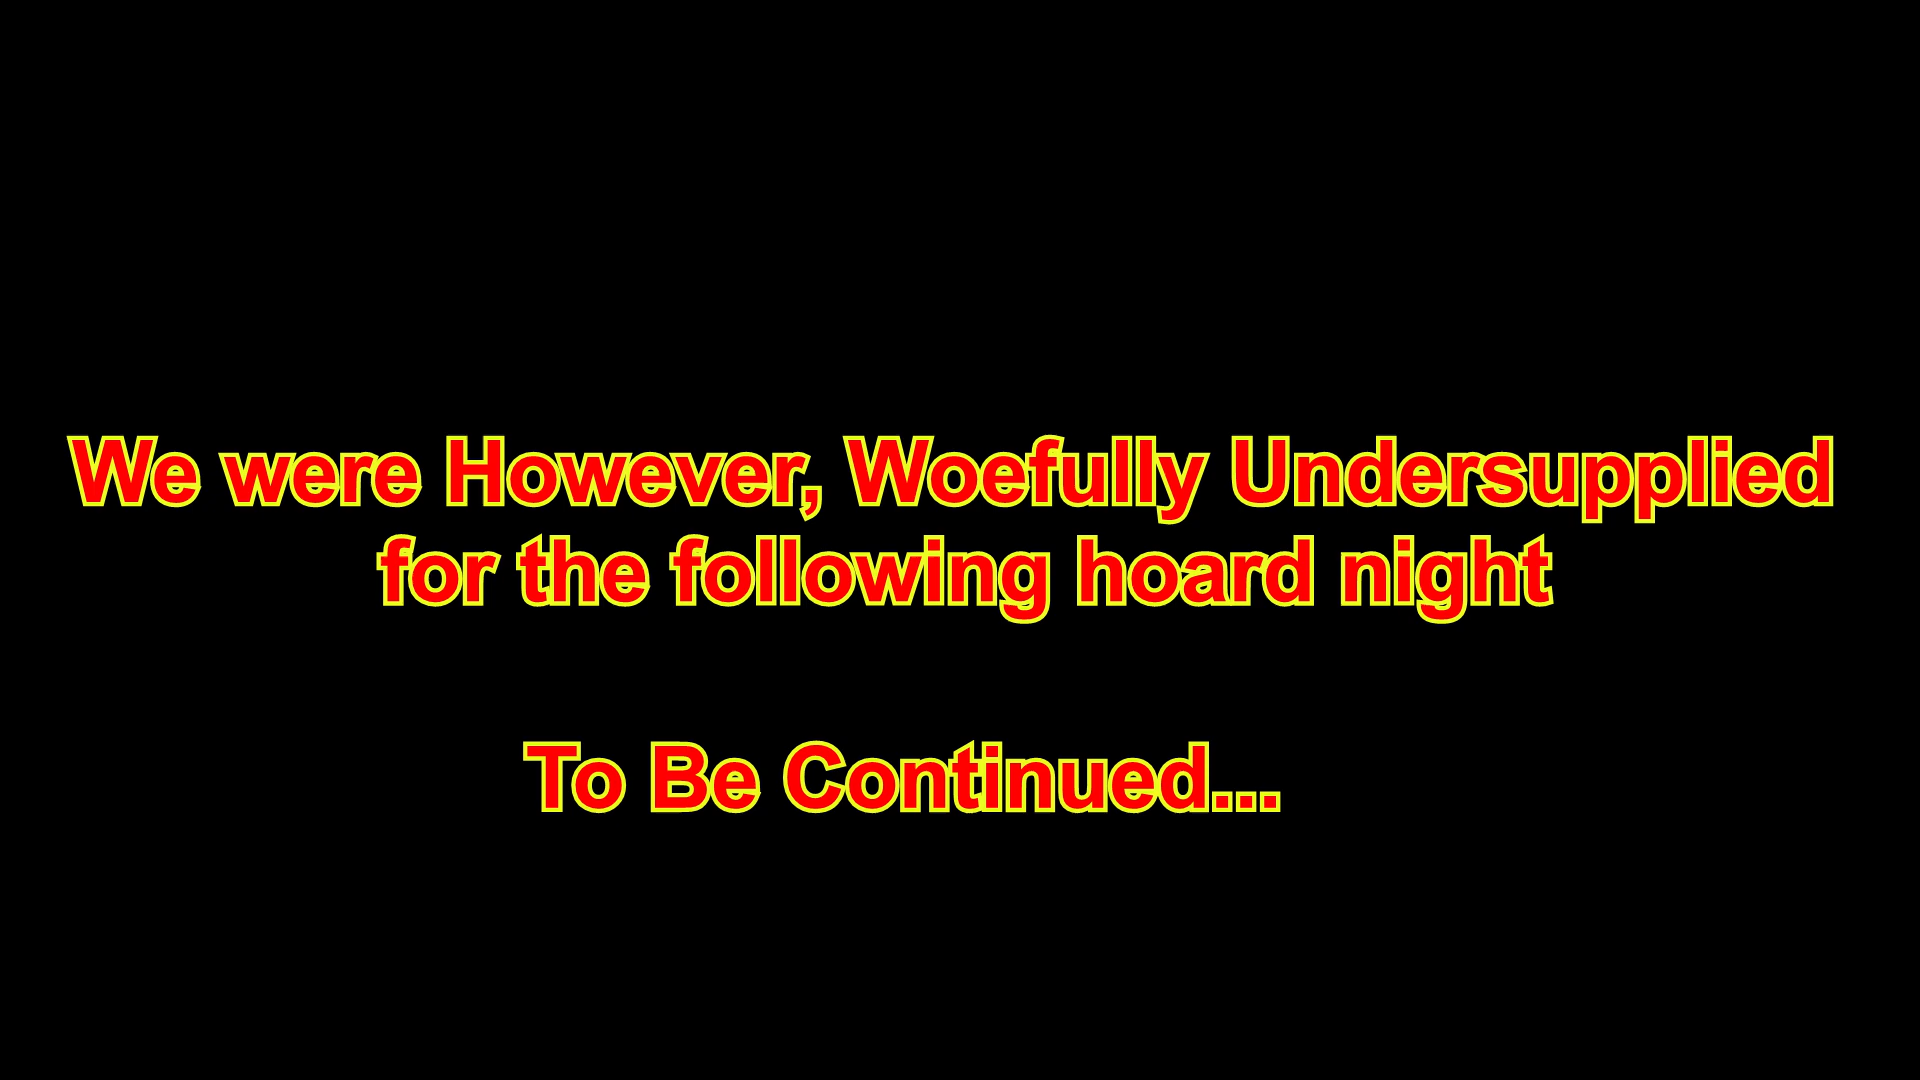 We were However, Woefully Undersupplied
for the following hoard night
To Be Continued...